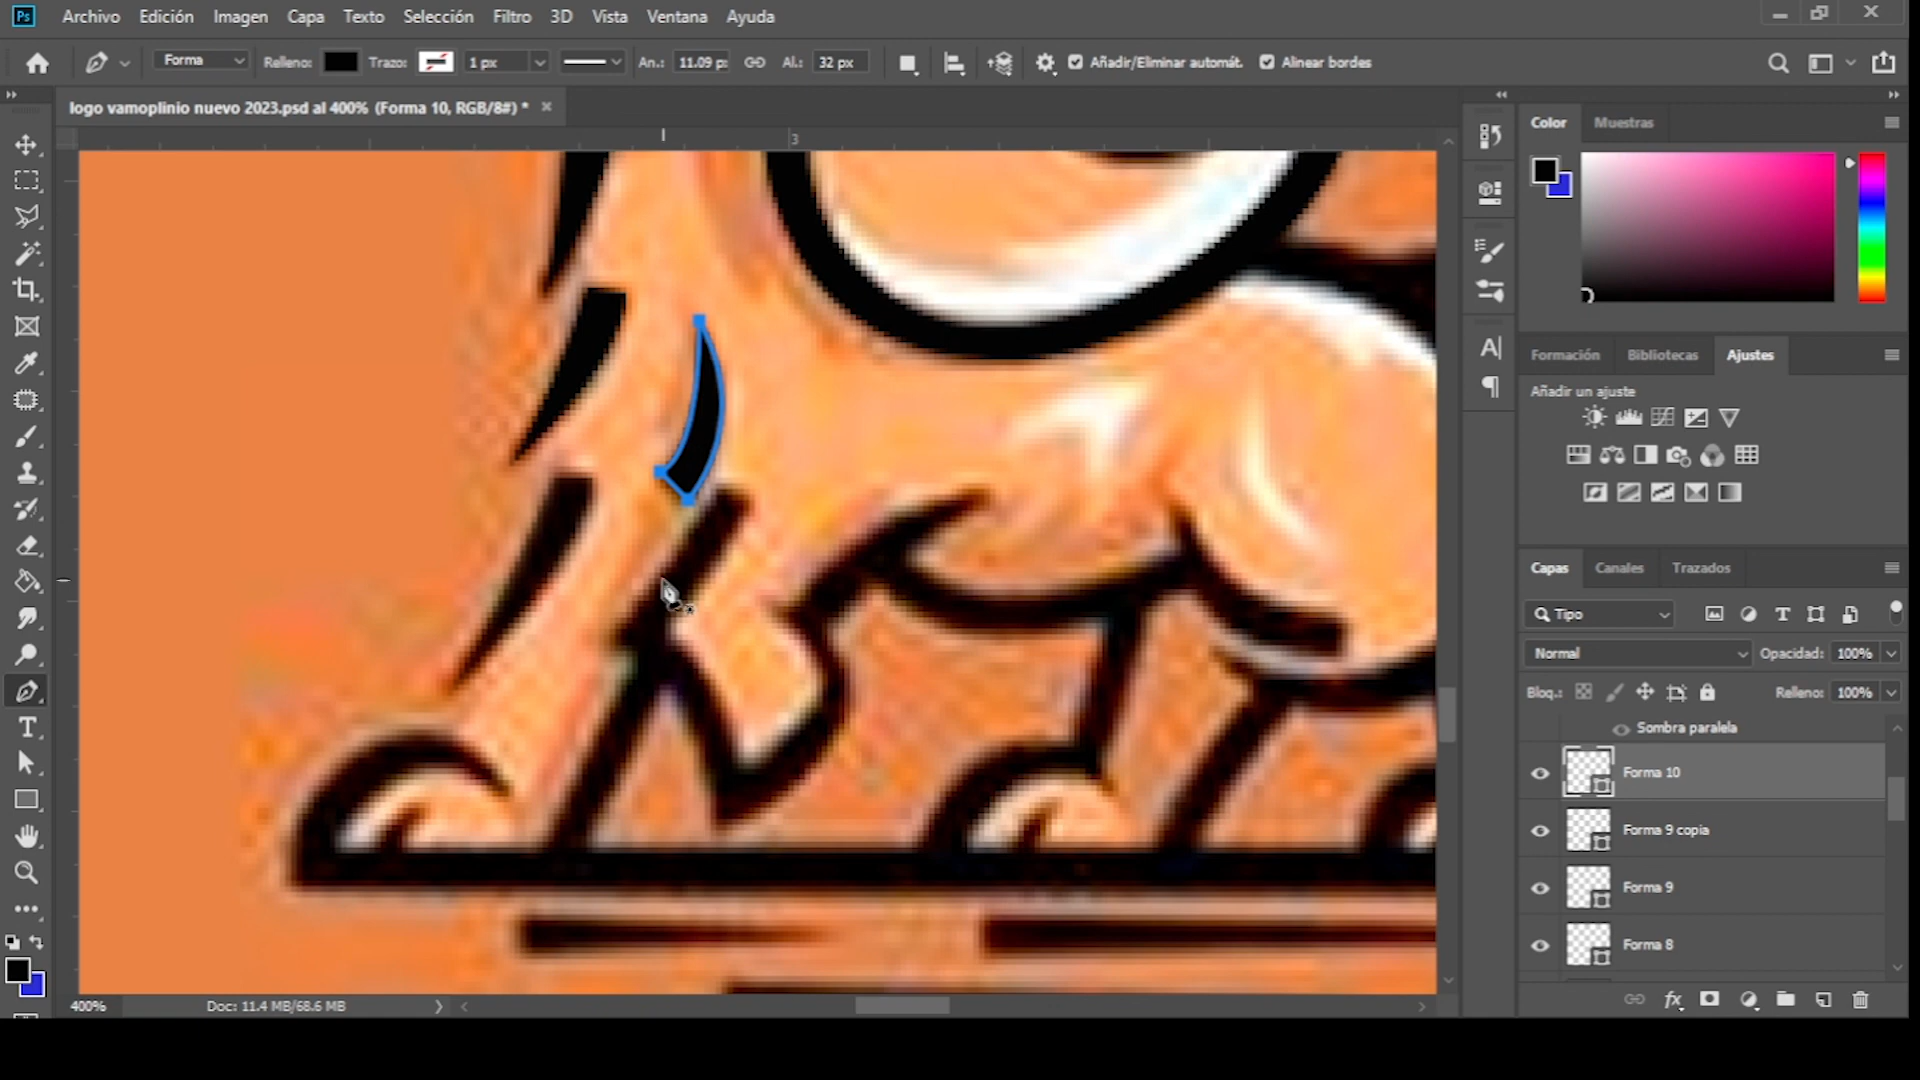 Ps Archivo Edición Imagen Capa Texto Selección Filtro 3D Vista Ventana Ayuda
Forma Relleno: Trazo: 1 px An.: 11.09 p: Al.: 32 px Añadir/Eliminar automát. Alinear bordes
logo vamoplinio nuevo 2023.psd al 400% (Forma 10, RGB/8#) *
3
Color Muestras
Formación Bibliotecas Ajustes
Añadir un ajuste
Capas Canales Trazados
Tipo
Normal Opacidad: 100%
Bloq.: Relleno: 100%
Sombra paralela
Forma 10
Forma 9 copia
Forma 9
Forma 8
400% Doc: 11.4 MB/68.6 MB